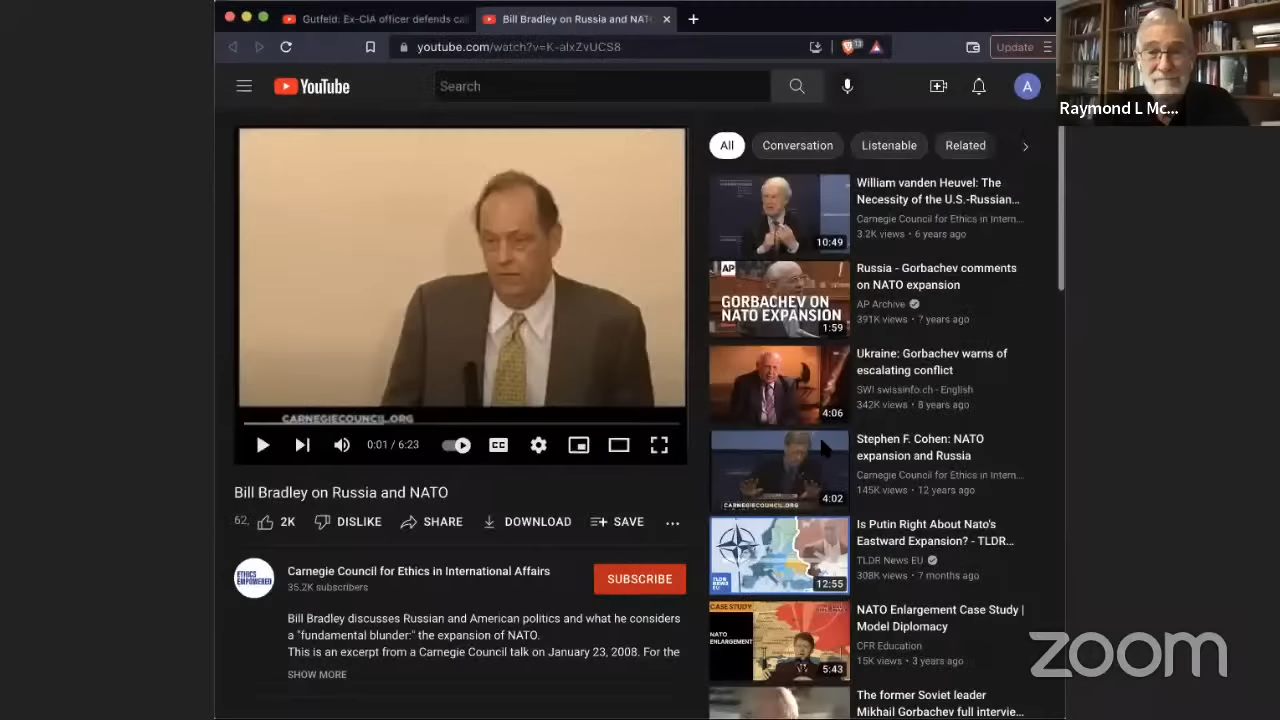 Gutfeld: Ex-CIA officer defends
Bill Bradley on Russia and NAT
youtube.com/watch?v=K-alxZvUCS8
13
Update
YouTube
Search
A
Raymond L Mc...
All
Conversation
Listenable
Related
CARNEGIECOUNCIL.ORG
0:01 / 6:23
CC
Bill Bradley on Russia and NATO
62,
2K
DISLIKE
SHARE
DOWNLOAD
SAVE
ETHICS
EMPOWERED
Carnegie Council for Ethics in International Affairs
35.2K subscribers
SUBSCRIBE
Bill Bradley discusses Russian and American politics and what he considers
a "fundamental blunder:" the expansion of NATO.
This is an excerpt from a Carnegie Council talk on January 23, 2008. For the
SHOW MORE
10:49
William vanden Heuvel: The
Necessity of the U.S.-Russian...
Carnegie Council for Ethics in Intern...
3.2K views • 6 years ago
AP
GORBACHEV ON
NATO EXPANSION
1:59
Russia - Gorbachev comments
on NATO expansion
AP Archive
391K views • 7 years ago
4:06
Ukraine: Gorbachev warns of
escalating conflict
SWI swissinfo.ch - English
342K views • 8 years ago
CARNEGIECOUNCIL.ORG
4:02
Stephen F. Cohen: NATO
expansion and Russia
Carnegie Council for Ethics in Intern...
145K views • 12 years ago
TLDR
NEWS
EU
12:55
Is Putin Right About Nato's
Eastward Expansion? - TLDR...
TLDR News EU
308K views • 7 months ago
CASE STUDY
NATO
ENLARGEMENT
5:43
NATO Enlargement Case Study |
Model Diplomacy
CFR Education
15K views • 3 years ago
The former Soviet leader
Mikhail Gorbachev full intervie...
zoom